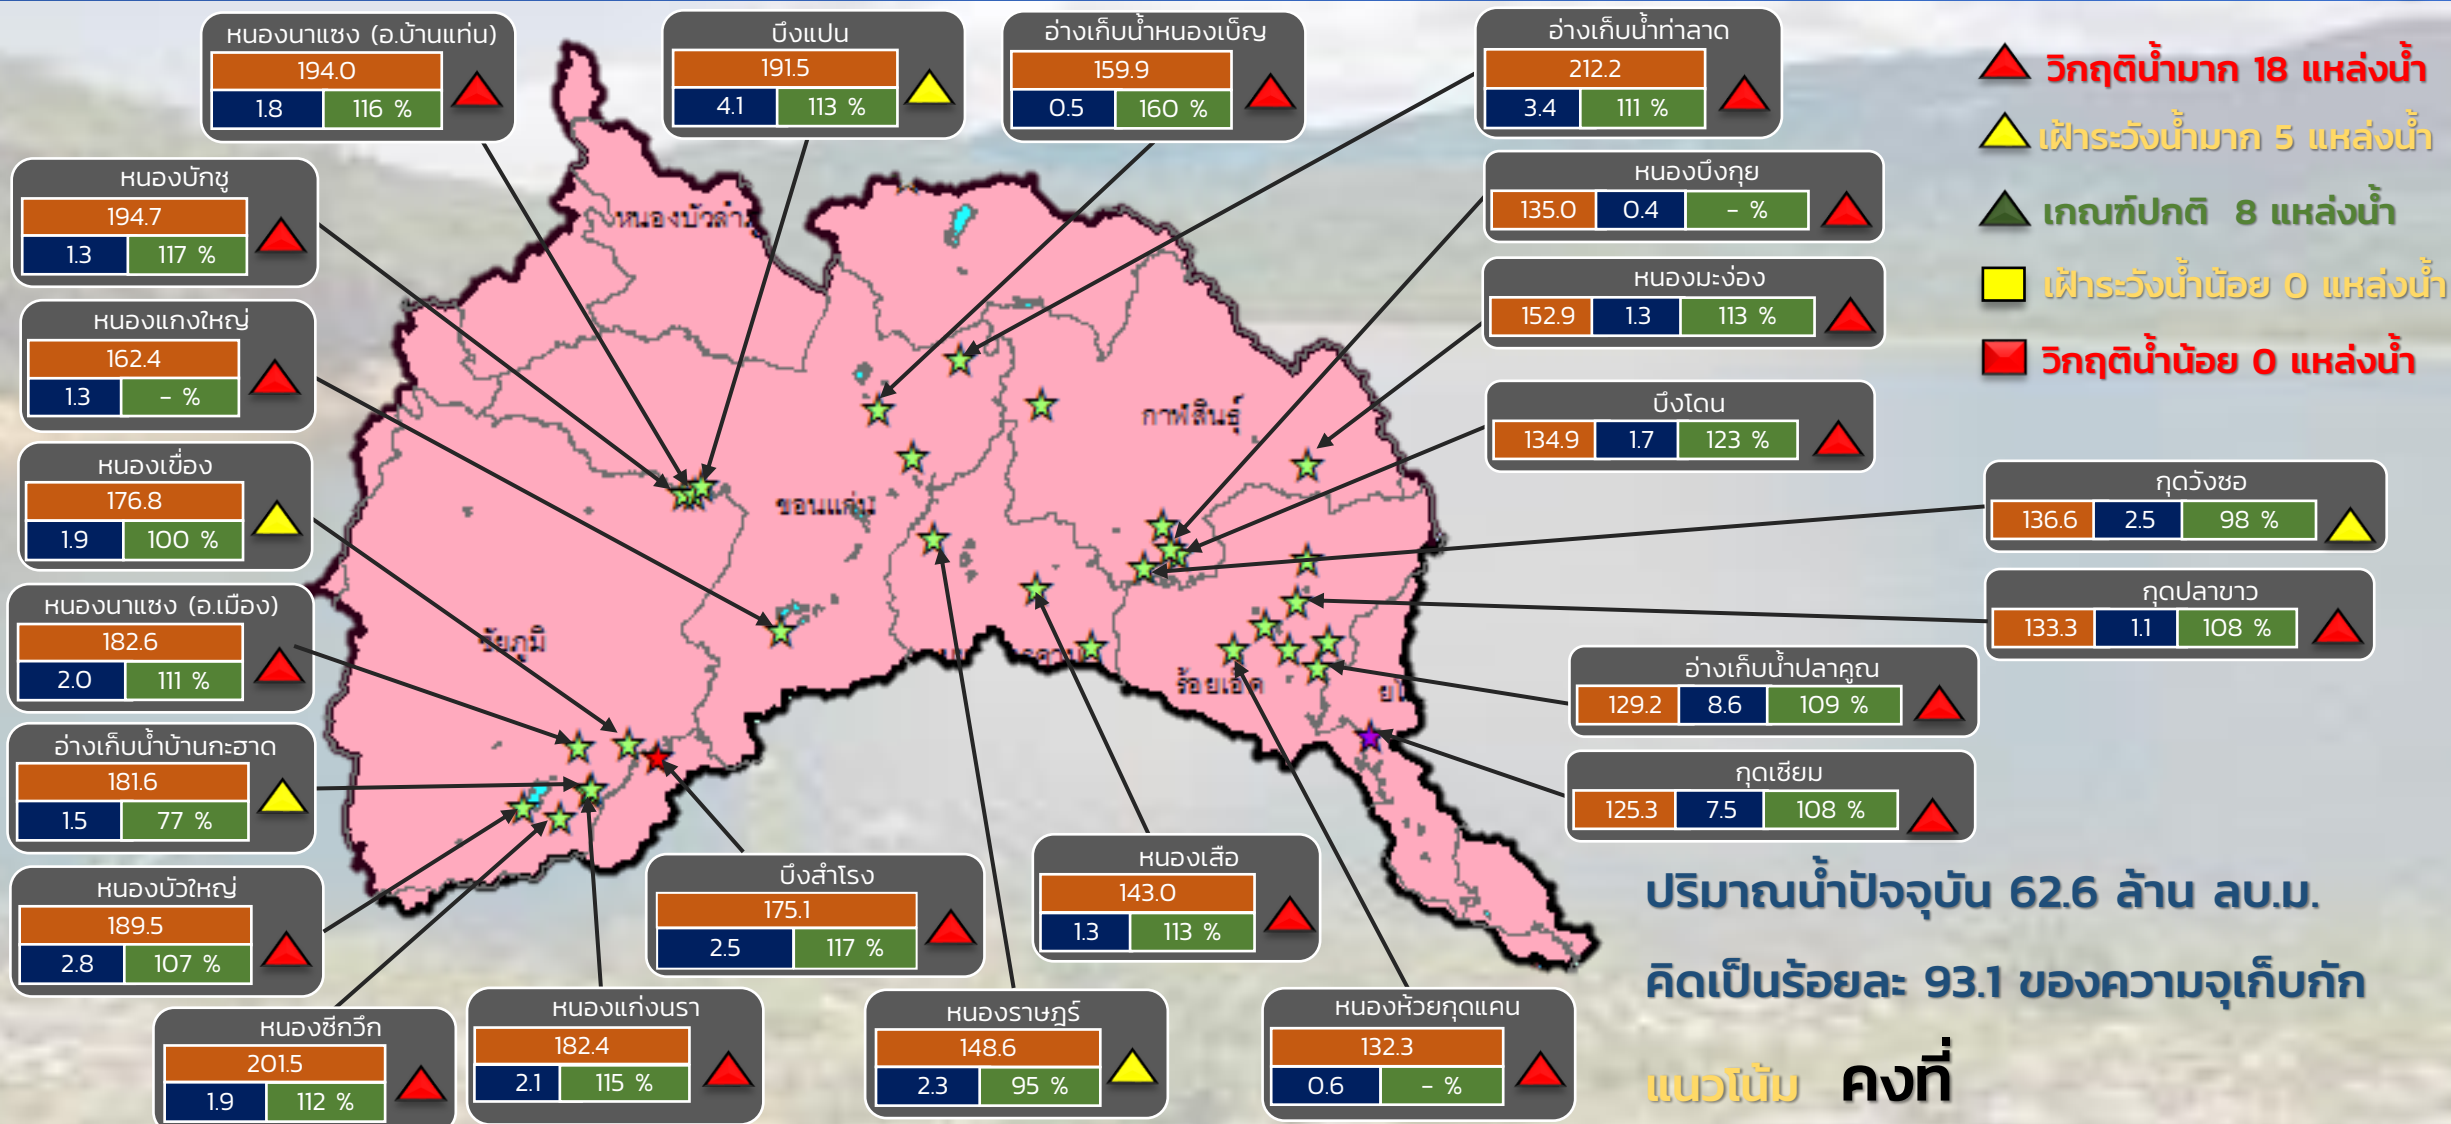 หนองนาแซง (อ.บ้านแท่น)
194.0
1.8 116 %
บึงแปน
191.5
4.1 113 %
อ่างเก็บน้ำหนองเบ็ญ
159.9
0.5 160 %
อ่างเก็บน้ำท่าลาด
212.2
3.4 111 %
วิกฤติน้ำมาก 18 แหล่งน้ำ
เฝ้าระวังน้ำมาก 5 แหล่งน้ำ
เกณฑ์ปกติ 8 แหล่งน้ำ
เฝ้าระวังน้ำน้อย 0 แหล่งน้ำ
วิกฤติน้ำน้อย 0 แหล่งน้ำ
หนองบักชู
194.7
1.3 117 %
หนองบึงกุย
135.0 0.4 - %
หนองแกงใหญ่
162.4
1.3 - %
หนองมะง่อง
152.9 1.3 113 %
หนองเขื่อง
176.8
1.9 100 %
บึงโดน
134.9 1.7 123 %
กุดวังซอ
136.6 2.5 98 %
หนองนาแซง (อ.เมือง)
182.6
2.0 111 %
กุดปลาขาว
133.3 1.1 108 %
อ่างเก็บน้ำปลาคูณ
129.2 8.6 109 %
อ่างเก็บน้ำบ้านกะฮาด
181.6
1.5 77 %
กุดเซียม
125.3 7.5 108 %
หนองบัวใหญ่
189.5
2.8 107 %
บึงสำโรง
175.1
2.5 117 %
หนองเสือ
143.0
1.3 113 %
หนองซีกวึก
201.5
1.9 112 %
หนองแก่งนรา
182.4
2.1 115 %
หนองราษฎร์
148.6
2.3 95 %
หนองห้วยกุดแคน
132.3
0.6 - %
กาฬสินธุ์
ขอนแก่น
ชัยภูมิ
ร้อยเอ็ด
ปริมาณน้ำปัจจุบัน 62.6 ล้าน ลบ.ม.
คิดเป็นร้อยละ 93.1 ของความจุเก็บกัก
แนวโน้ม คงที่